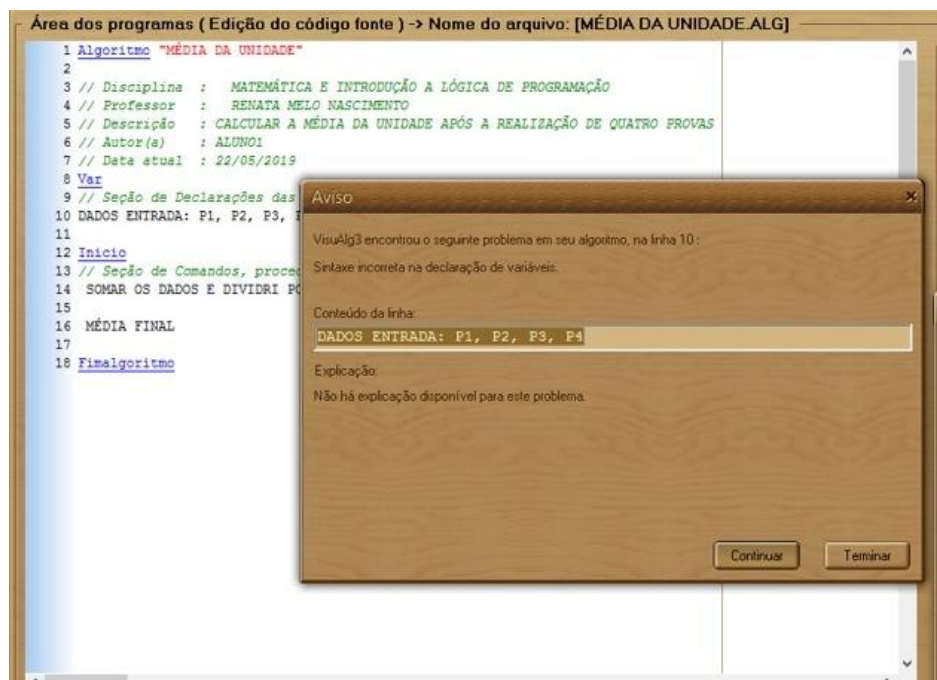 Área dos programas ( Edição do código fonte ) -> Nome do arquivo: [MÉDIA DA UNIDADE.ALG]
1 Algoritmo "MÉDIA DA UNIDADE"
2
3 // Disciplina : MATEMÁTICA E INTRODUÇÃO A LÓGICA DE PROGRAMAÇÃO
4 // Professor : RENATA MELO NASCIMENTO
5 // Descrição : CALCULAR A MÉDIA DA UNIDADE APÓS A REALIZAÇÃO DE QUATRO PROVAS
6 // Autor(a) : ALUNO1
7 // Data atual : 22/05/2019
8 Var
9 // Seção de Declarações das
10 DADOS ENTRADA: P1, P2, P3,
11
12 Inicio
13 // Seção de Comandos, proced
14 SOMAR OS DADOS E DIVIDRI PO
15
16 MÉDIA FINAL
17
18 Fimalgoritmo
Aviso
VisuAlg3 encontrou o seguinte problema em seu algoritmo, na linha 10 :
Sintaxe incorreta na declaração de variáveis.
Conteúdo da linha:
DADOS ENTRADA: P1, P2, P3, P4
Explicação:
Não há explicação disponível para este problema.
Continuar
Terminar